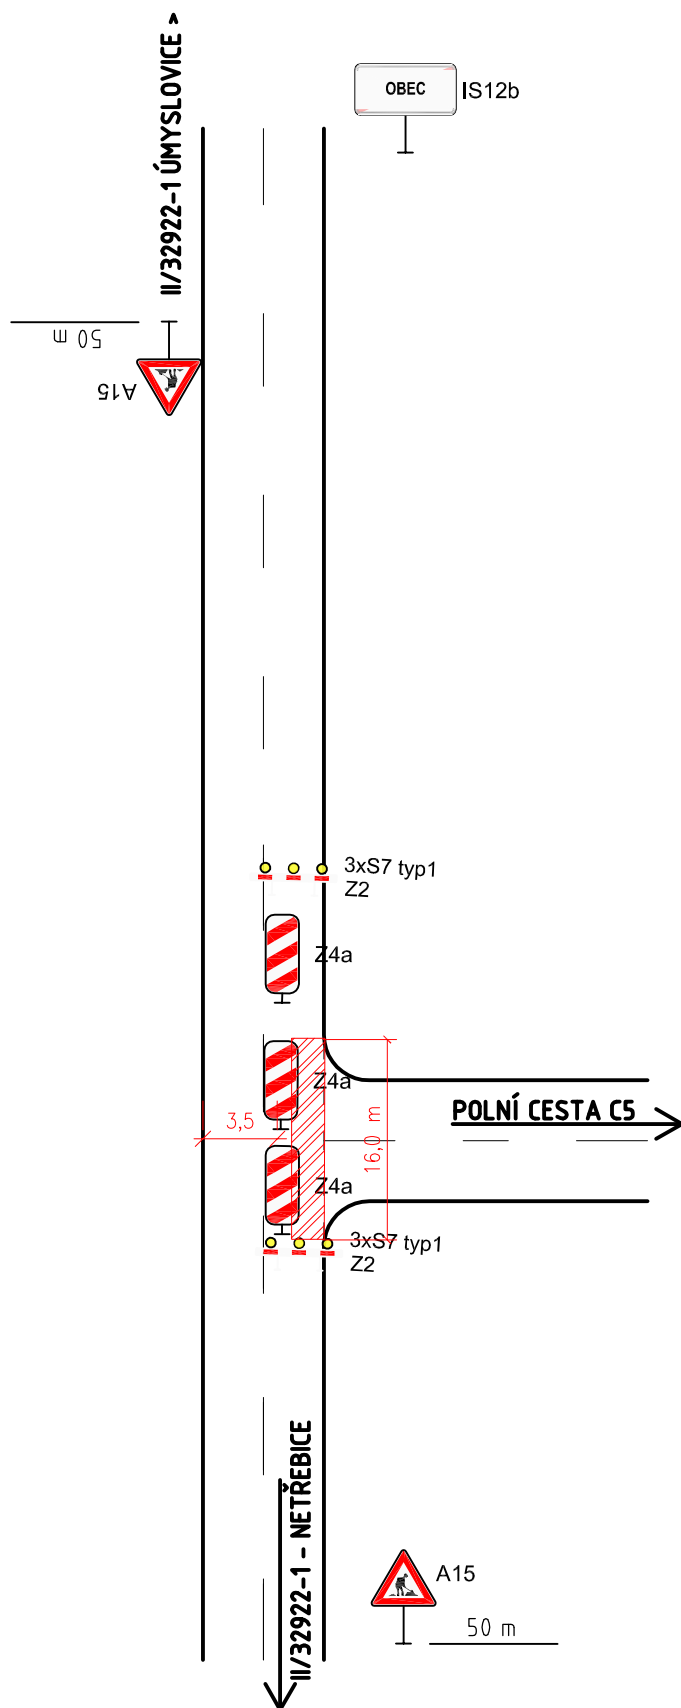 II/32922-1 ÚMYSLOVICE >
OBEC
IS12b
50 m
A15
3xS7 typ1
Z2
Z4a
Z4a
3,5
16,0 m
POLNÍ CESTA C5
Z4a
3xS7 typ1
Z2
II/32922-1 - NETŘEBICE
A15
50 m